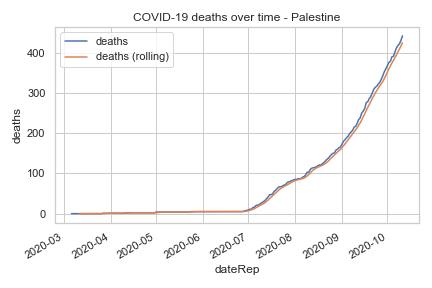 COVID-19 deaths over time - Palestine
deaths
deaths (rolling)
400
300
200
100
0
deaths
2020-03
2020-04
2020-05
2020-06
2020-07
2020-08
2020-09
2020-10
dateRep